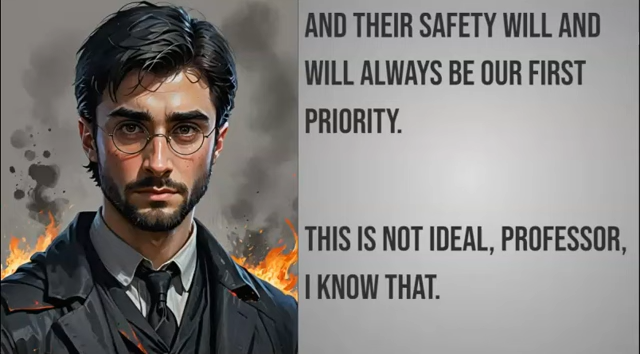 AND THEIR SAFETY WILL AND
WILL ALWAYS BE OUR FIRST
PRIORITY.
THIS IS NOT IDEAL, PROFESSOR,
I KNOW THAT.